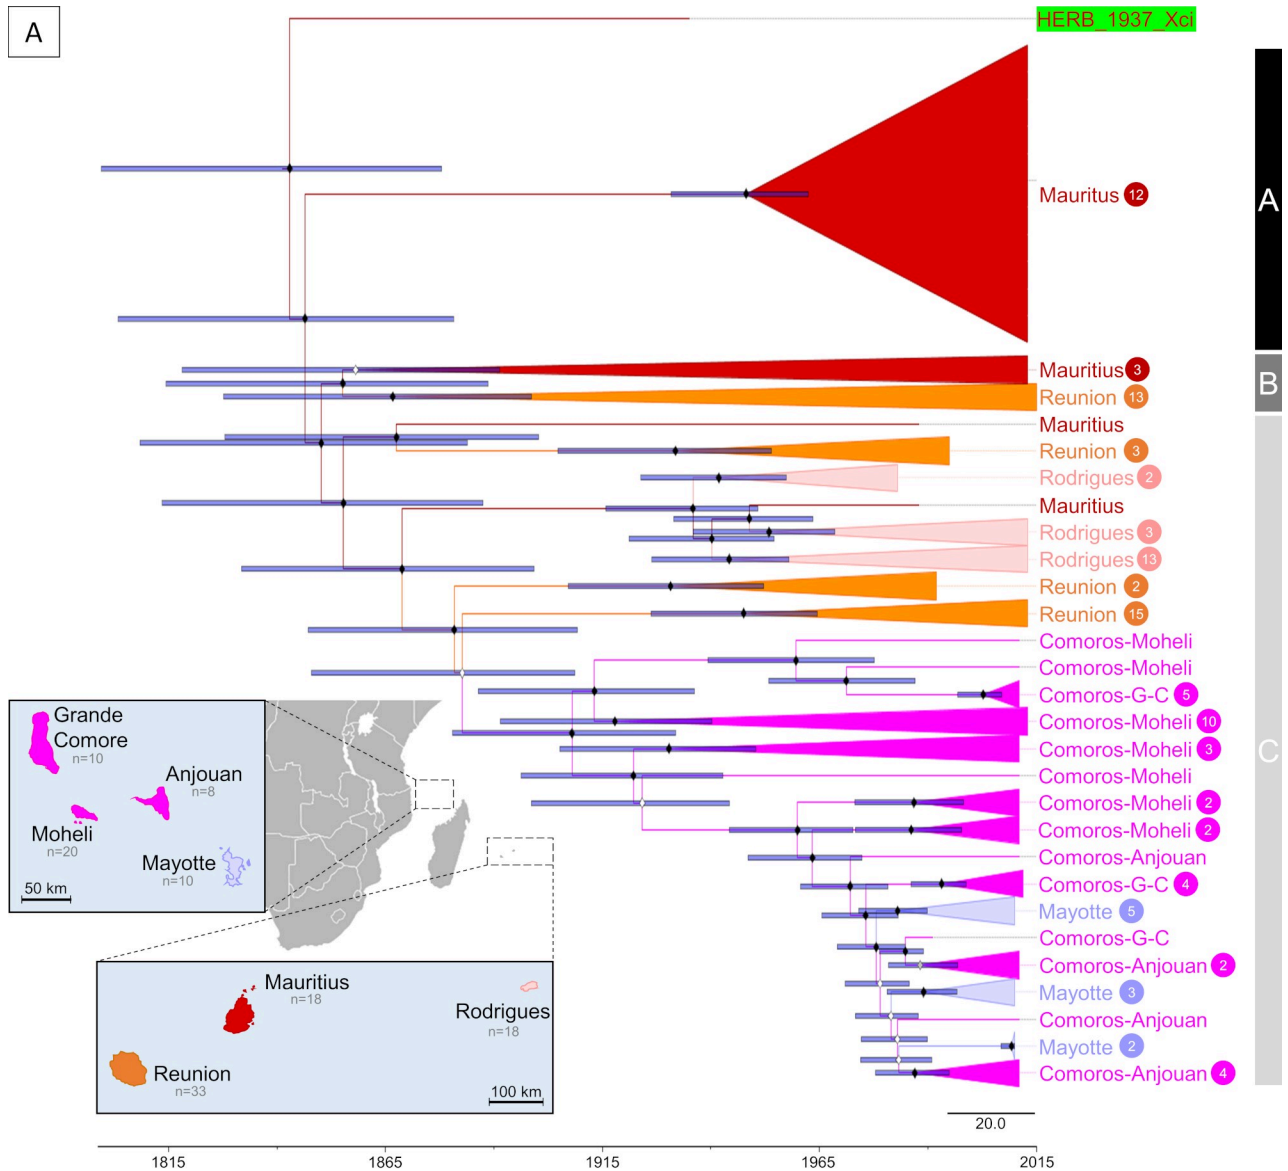 A
HERB_1937_Xci
A
Mauritus 12
Mauritius 3
B
Reunion 13
Mauritius
Reunion 3
Rodrigues 2
Mauritius
Rodrigues 3
Rodrigues 13
Reunion 2
Reunion 15
Comoros-Moheli
Comoros-Moheli
Comoros-G-C 5
Comoros-Moheli 10
Comoros-Moheli 3
C
Comoros-Moheli
Comoros-Moheli 2
Comoros-Moheli 2
Comoros-Anjouan
Comoros-G-C 4
Mayotte 5
Comoros-G-C
Comoros-Anjouan 2
Mayotte 3
Comoros-Anjouan
Mayotte 2
Comoros-Anjouan 4
Grande
Comore
n=10
Anjouan
n=8
Moheli
n=20
Mayotte
n=10
50 km
Mauritius
n=18
Rodrigues
n=18
Reunion
n=33
100 km
20.0
1815 1865 1915 1965 2015